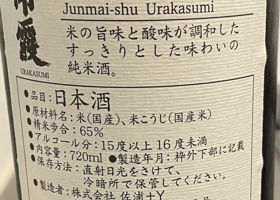 霞
URAKASUMI
Junmai-shu Urakasumi
米の旨味と酸味が調和した
すっきりとした味わいの
純米酒。
●品目:日本酒
●原材料名:米(国産)、米こうじ(国産米)
●精米歩合:65%
●アルコール分:15度以上16度未満
●内容量:720ml ●製造年月:枠外下部に記載
●保存方法:直射日光をさけて、
冷暗所で保管してください。
●製造者:株式会社 佐浦+Y